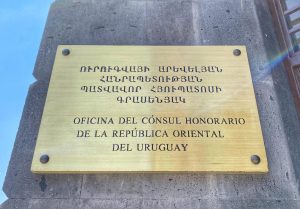 ՈՒՐՈՒԳՎԱՅԻ ԱՐԵՎԵԼՅԱՆ
ՀԱՆՐԱՊԵՏՈՒԹՅԱՆ
ՊԱՏՎԱՎՈՐ ՀՅՈՒՊԱՏՈՍԻ
ԳՐԱՍԵՆՅԱԿ
OFICINA DEL CÓNSUL HONORARIO
DE LA REPÚBLICA ORIENTAL
DEL URUGUAY